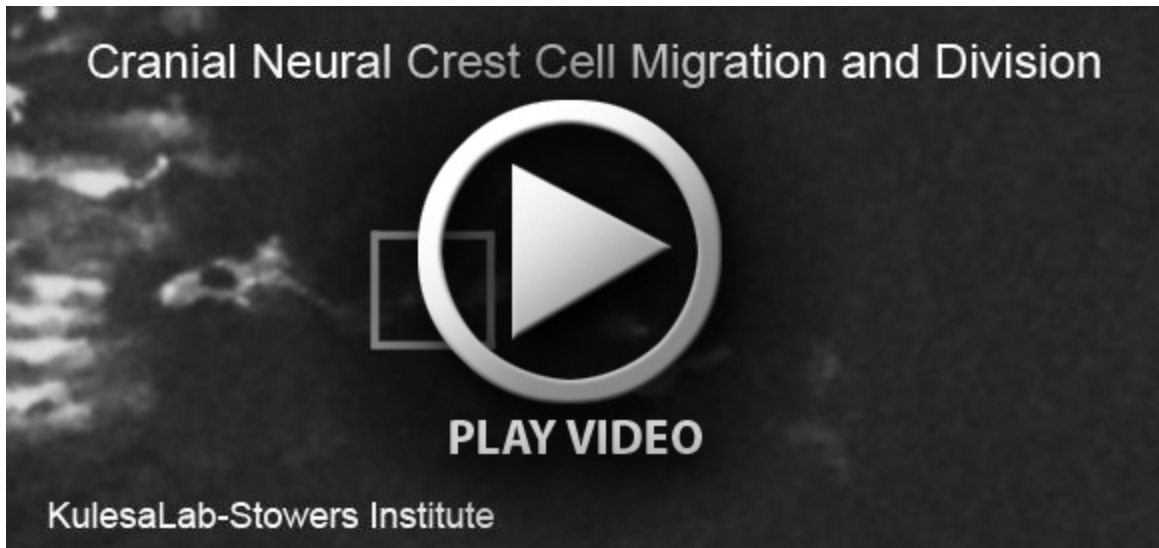 Cranial Neural Crest Cell Migration and Division
PLAY VIDEO
KulesaLab-Stowers Institute